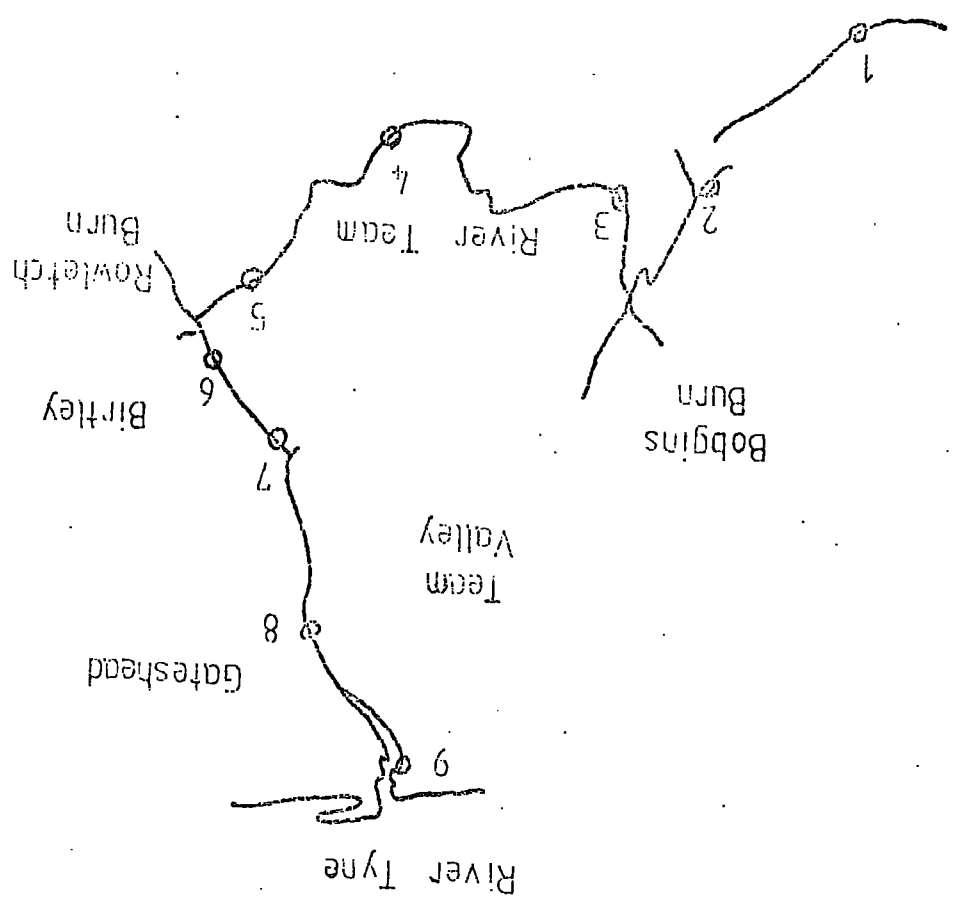 River Tyne
9
Gateshead
8
Team
Valley
7
Bobgins
Burn
Birtley
6
5
Rowletch
Burn
River Team
3
2
4
1